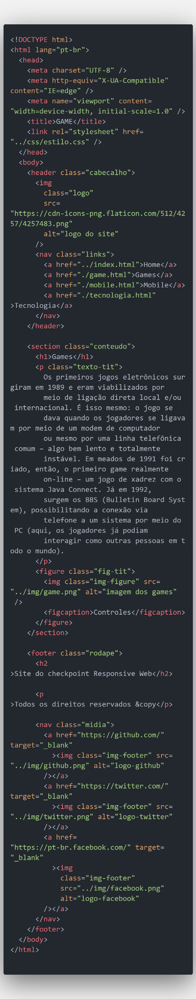 <!DOCTYPE html>
<html lang="pt-br">
  <head>
    <meta charset="UTF-8" />
    <meta http-equiv="X-UA-Compatible"
content="IE=edge" />
    <meta name="viewport" content=
"width=device-width, initial-scale=1.0" />
    <title>GAME</title>
    <link rel="stylesheet" href=
"../css/estilo.css" />
  </head>
  <body>
    <header class="cabecalho">
      <img
        class="logo"
        src=
"https://cdn-icons-png.flaticon.com/512/42
57/4257483.png"
        alt="logo do site"
      />
      <nav class="links">
        <a href="../index.html">Home</a>
        <a href="./game.html">Games</a>
        <a href="./mobile.html">Mobile</a>
        <a href="./tecnologia.html"
>Tecnologia</a>
      </nav>
    </header>

    <section class="conteudo">
      <h1>Games</h1>
      <p class="texto-tit">
        Os primeiros jogos eletrônicos sur
giram em 1989 e eram viabilizados por
        meio de ligação direta local e/ou
 internacional. É isso mesmo: o jogo se
        dava quando os jogadores se ligava
m por meio de um modem de computador
        ou mesmo por uma linha telefônica
 comum – algo bem lento e totalmente
        instável. Em meados de 1991 foi cr
iado, então, o primeiro game realmente
        on-line – um jogo de xadrez com o
 sistema Java Connect. Já em 1992,
        surgem os BBS (Bulletin Board Syst
em), possibilitando a conexão via
        telefone a um sistema por meio do
 PC (aqui, os jogadores já podiam
        interagir como outras pessoas em t
odo o mundo).
      </p>
      <figure class="fig-tit">
        <img class="img-figure" src=
"../img/game.png" alt="imagem dos games"
 />
        <figcaption>Controles</figcaption>
      </figure>
    </section>

    <footer class="rodape">
      <h2
>Site do checkpoint Responsive Web</h2>

      <p
>Todos os direitos reservados &copy</p>

      <nav class="midia">
        <a href="https://github.com/"
target="_blank"
          ><img class="img-footer" src=
"../img/github.png" alt="logo-github"
        /></a>
        <a href="https://twitter.com/"
target="_blank"
          ><img class="img-footer" src=
"../img/twitter.png" alt="logo-twitter"
        /></a>
        <a href=
"https://pt-br.facebook.com/" target=
"_blank"
          ><img
            class="img-footer"
            src="../img/facebook.png"
            alt="logo-facebook"
        /></a>
      </nav>
    </footer>
  </body>
</html>